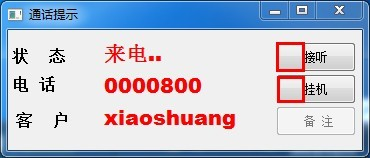 通话提示
状 态 来电.. 接听
电 话 0000800 挂机
客 户 xiaoshuang 备 注